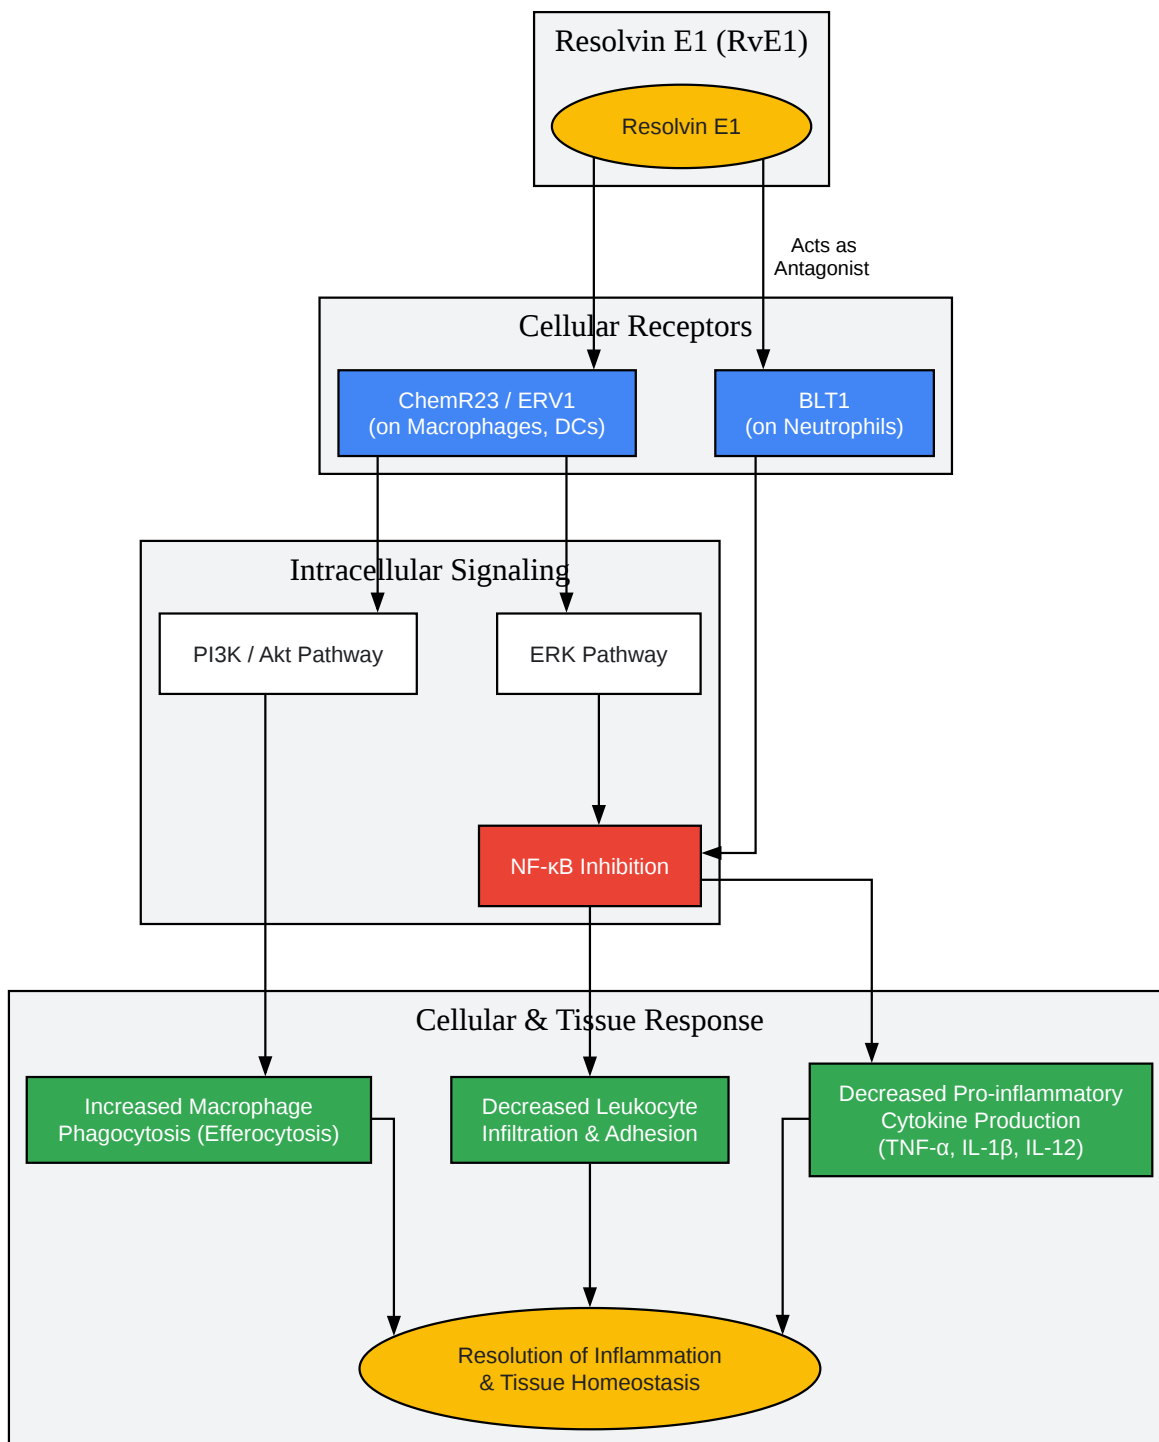 Resolvin E1 (RvE1)
Resolvin E1
Acts as
Antagonist
Cellular Receptors
ChemR23 / ERV1
(on Macrophages, DCs)
BLT1
(on Neutrophils)
Intracellular Signaling
PI3K / Akt Pathway
ERK Pathway
NF-κB Inhibition
Cellular & Tissue Response
Increased Macrophage
Phagocytosis (Efferocytosis)
Decreased Leukocyte
Infiltration & Adhesion
Decreased Pro-inflammatory
Cytokine Production
(TNF-α, IL-1β, IL-12)
Resolution of Inflammation
& Tissue Homeostasis